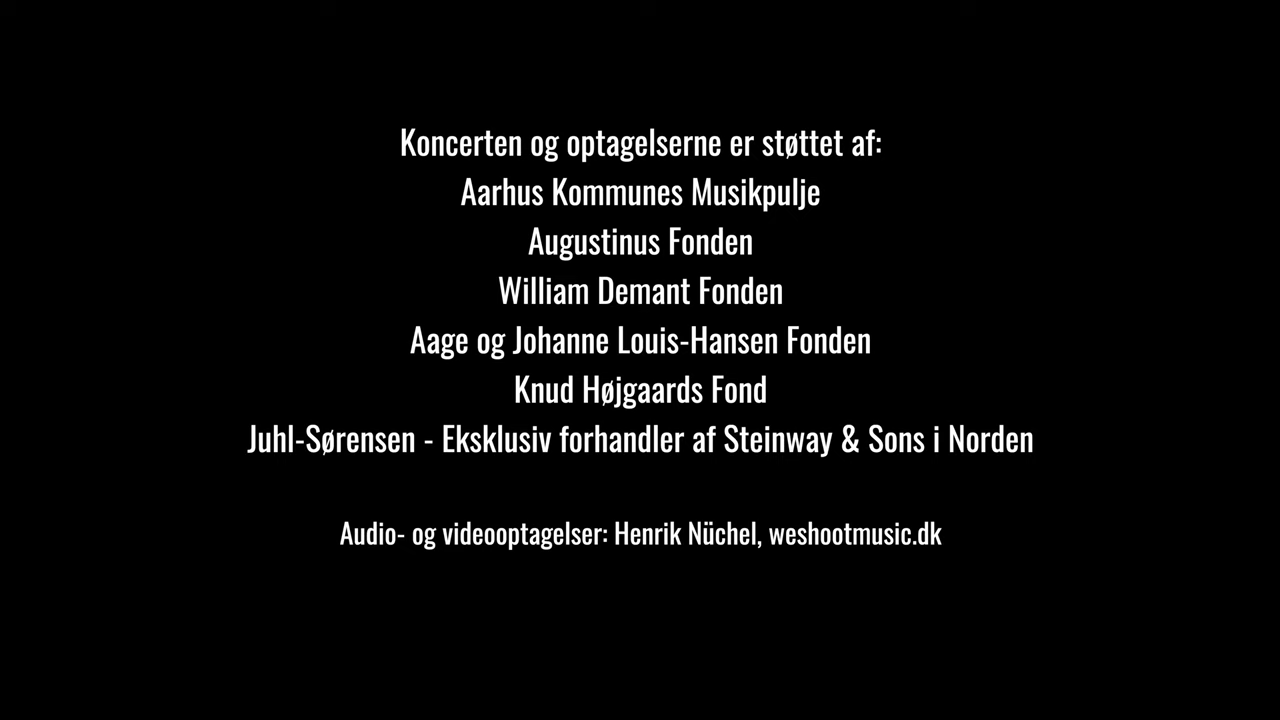 Koncerten og optagelserne er støttet af:
Aarhus Kommunes Musikpulje
Augustinus Fonden
William Demant Fonden
Aage og Johanne Louis-Hansen Fonden
Knud Højgaards Fond
Juhl-Sørensen - Eksklusiv forhandler af Steinway & Sons i Norden
Audio- og videooptagelser: Henrik Nüchel, weshootmusic.dk